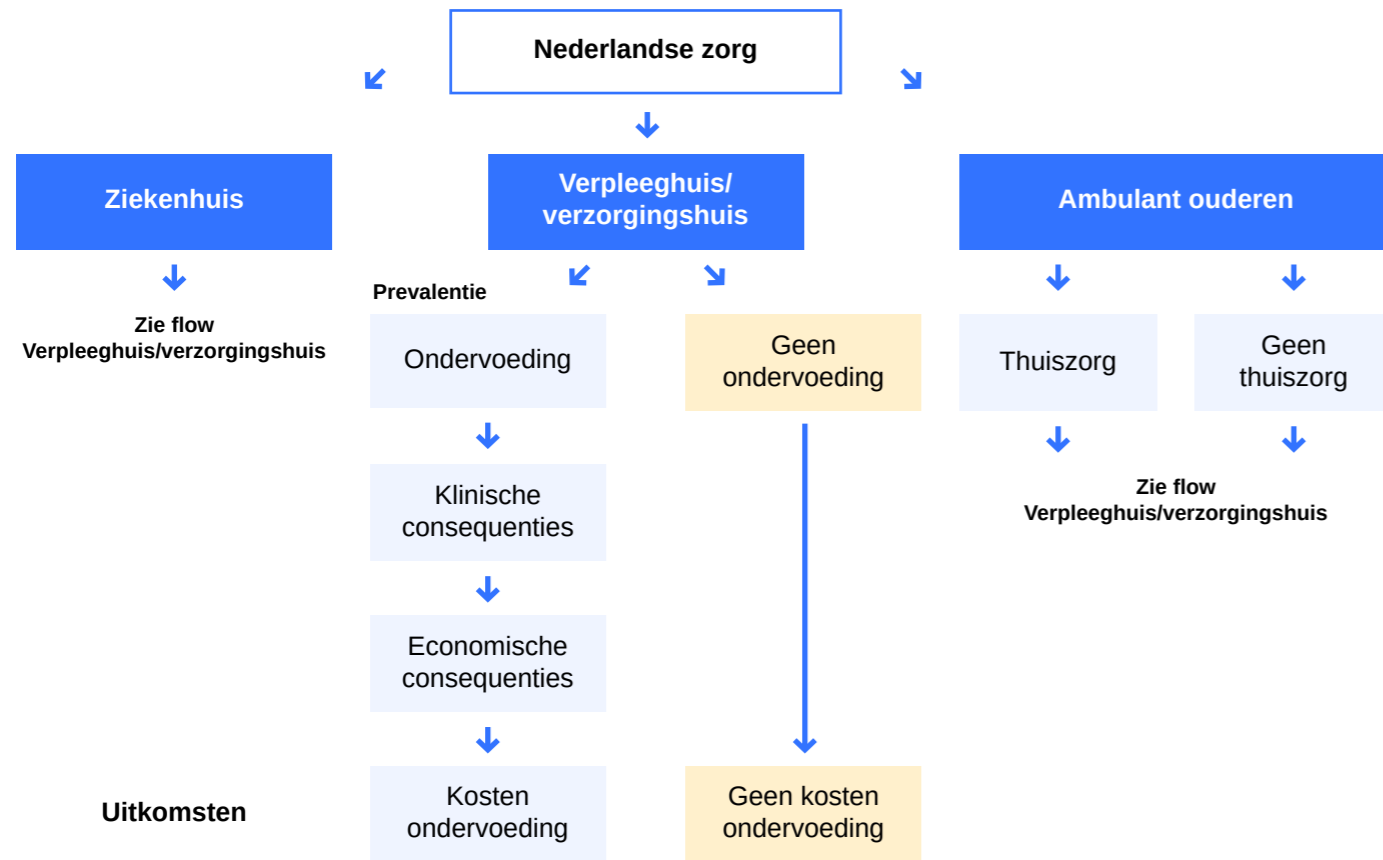 Nederlandse zorg
Ziekenhuis
Verpleeghuis/
verzorgingshuis
Ambulant ouderen
Zie flow
Verpleeghuis/verzorgingshuis
Prevalentie
Ondervoeding
Geen
ondervoeding
Thuiszorg
Geen
thuiszorg
Klinische
consequenties
Zie flow
Verpleeghuis/verzorgingshuis
Economische
consequenties
Uitkomsten
Kosten
ondervoeding
Geen kosten
ondervoeding